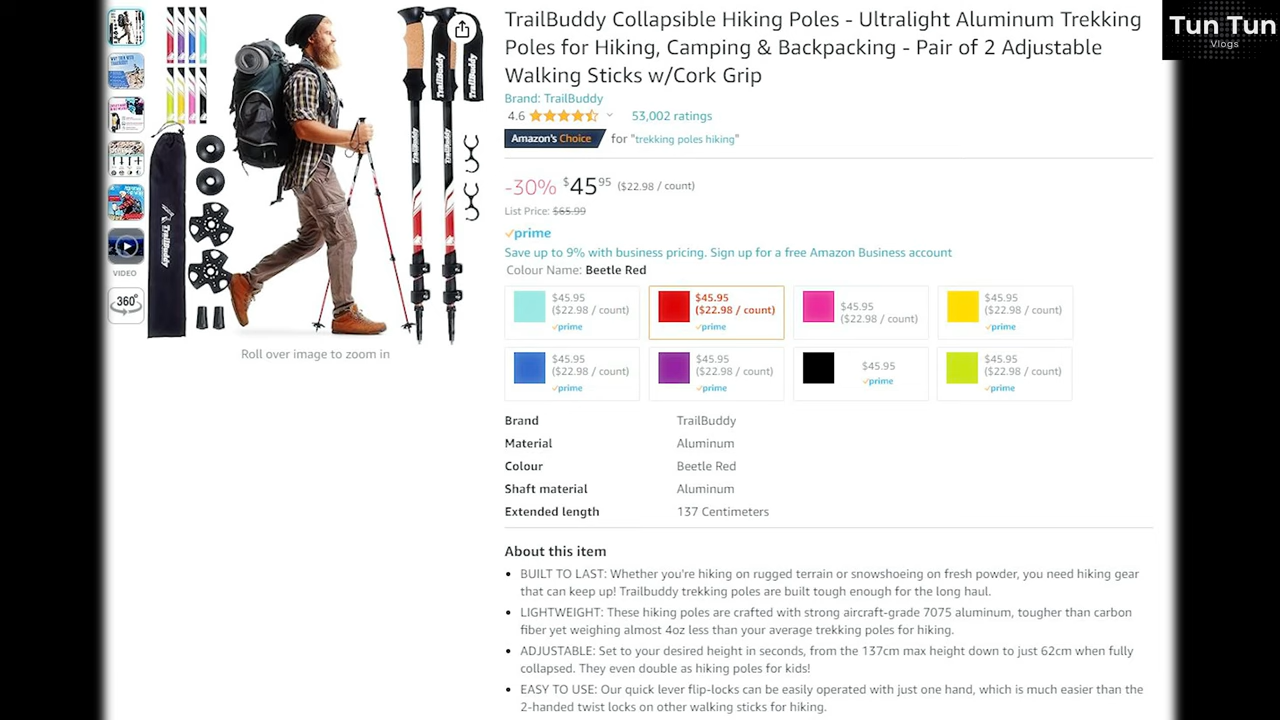 Tun Tun
Vlogs
TrailBuddy Collapsible Hiking Poles - Ultralight Aluminum Trekking
Poles for Hiking, Camping & Backpacking - Pair of 2 Adjustable
Walking Sticks w/Cork Grip
Brand: TrailBuddy
4.6
53,002 ratings
Amazon's Choice
for "trekking poles hiking"
-30% $45 95 ($22.98 / count)
List Price: $65.99
prime
Save up to 9% with business pricing. Sign up for a free Amazon Business account
Colour Name: Beetle Red
$45.95
($22.98 / count)
prime
$45.95
($22.98 / count)
prime
$45.95
($22.98 / count)
$45.95
($22.98 / count)
prime
$45.95
($22.98 / count)
prime
$45.95
($22.98 / count)
prime
$45.95
prime
$45.95
($22.98 / count)
prime
TrailBuddy
TrailBuddy
TrailBuddy
TrailBuddy
VIDEO
360°
Roll over image to zoom in
Brand TrailBuddy
Material Aluminum
Colour Beetle Red
Shaft material Aluminum
Extended length 137 Centimeters
About this item
• BUILT TO LAST: Whether you're hiking on rugged terrain or snowshoeing on fresh powder, you need hiking gear
that can keep up! Trailbuddy trekking poles are built tough enough for the long haul.
• LIGHTWEIGHT: These hiking poles are crafted with strong aircraft-grade 7075 aluminum, tougher than carbon
fiber yet weighing almost 4oz less than your average trekking poles for hiking.
• ADJUSTABLE: Set to your desired height in seconds, from the 137cm max height down to just 62cm when fully
collapsed. They even double as hiking poles for kids!
• EASY TO USE: Our quick lever flip-locks can be easily operated with just one hand, which is much easier than the
2-handed twist locks on other walking sticks for hiking.